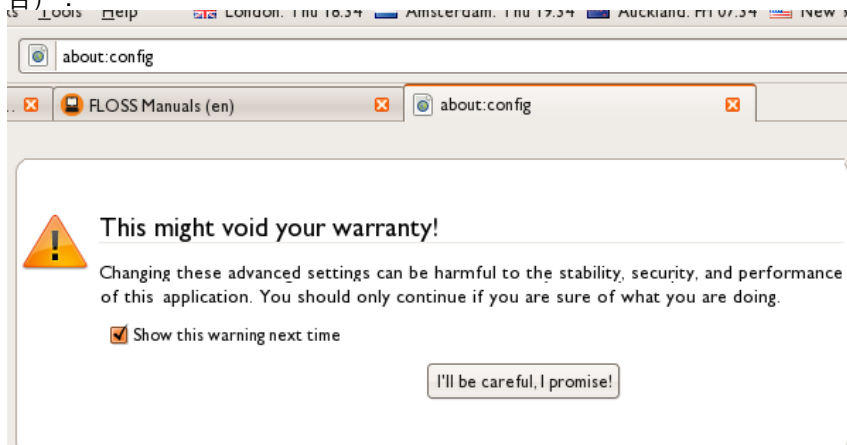 Tools Help London: Thu 18:34 Amsterdam: Thu 19:34 Auckland: Fri 07:34 New
about:config
FLOSS Manuals (en) about:config
This might void your warranty!
Changing these advanced settings can be harmful to the stability, security, and performance
of this application. You should only continue if you are sure of what you are doing.
Show this warning next time
I'll be careful, I promise!